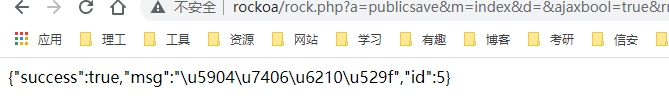 不安全 | rockoa/rock.php?a=publicsave&m=index&d=&ajaxbool=true&r
应用 理工 工具 资源 网站 学习 有趣 博客 考研 信安
{"success":true,"msg":"\u5904\u7406\u6210\u529f","id":5}